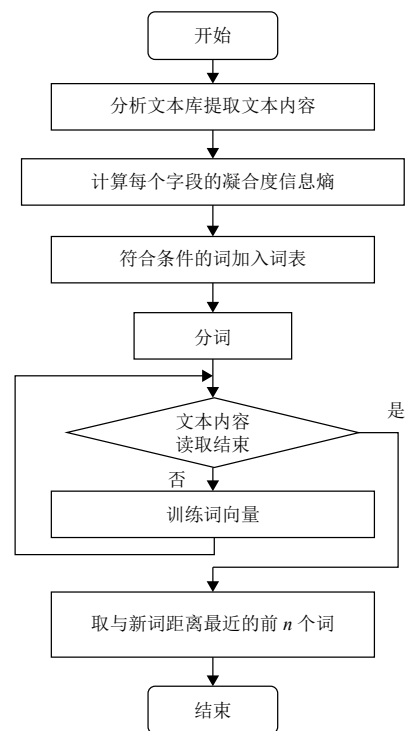 开始
分析文本库提取文本内容
计算每个字段的凝合度信息熵
符合条件的词加入词表
分词
文本内容
读取结束
是
否
训练词向量
取与新词距离最近的前 n 个词
结束